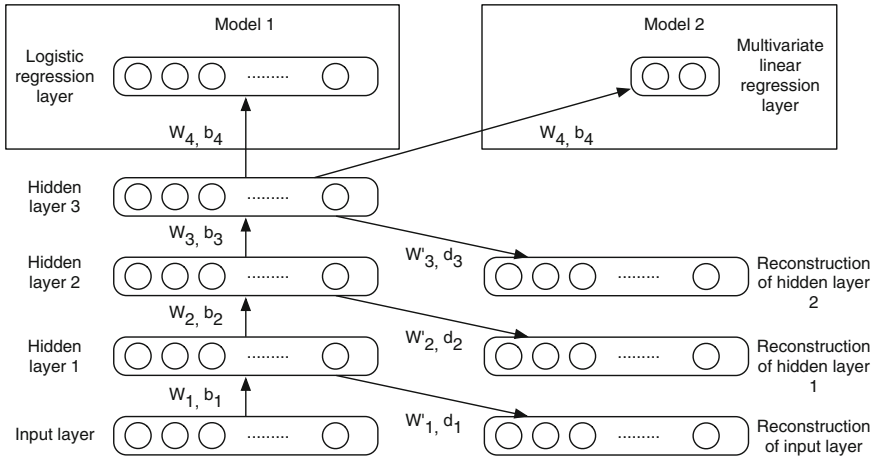 Model 1
Model 2
Logistic
regression
layer
.........
Multivariate
linear
regression
layer
W4, b4
W4, b4
Hidden
layer 3
.........
W3, b3
W'3, d3
Hidden
layer 2
.........
.........
Reconstruction
of hidden layer
2
W2, b2
W'2, d2
Hidden
layer 1
.........
.........
Reconstruction
of hidden layer
1
W1, b1
W'1, d1
Input layer
.........
.........
Reconstruction
of input layer